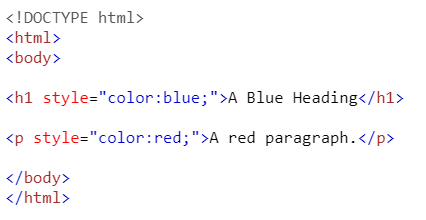 <!DOCTYPE html>
<html>
<body>
<h1 style="color:blue;">A Blue Heading</h1>
<p style="color:red;">A red paragraph.</p>
</body>
</html>